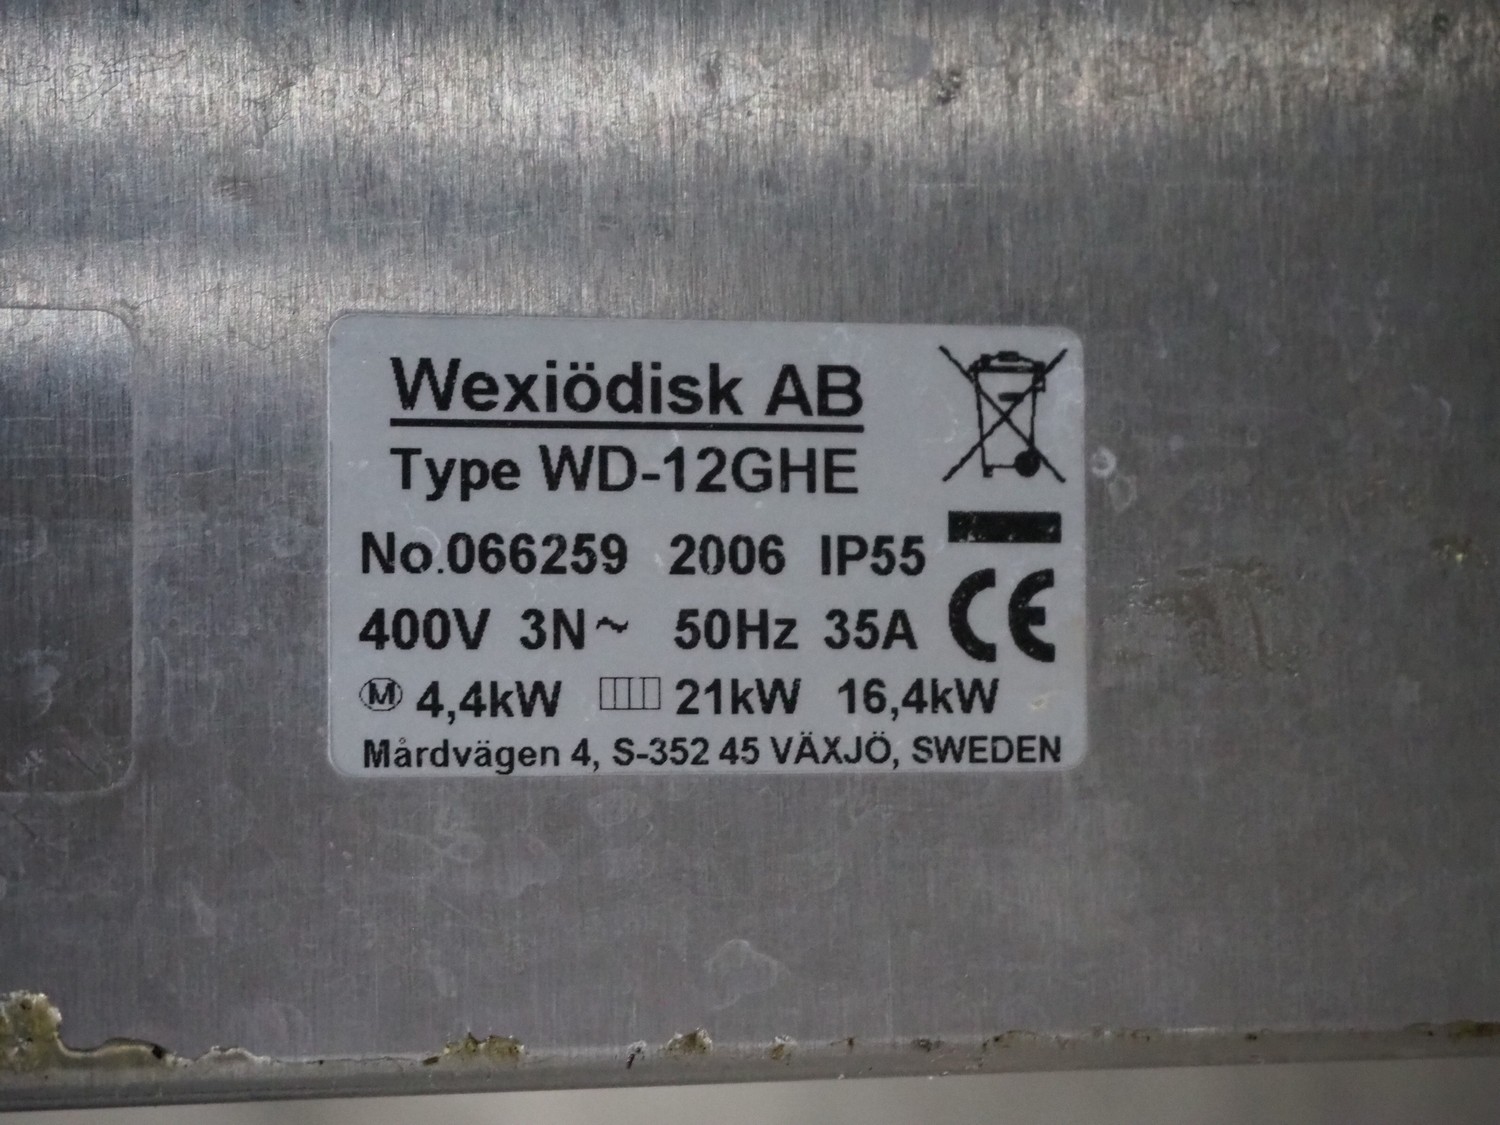 Wexiödisk AB
Type WD-12GHE
No.066259 2006 IP55
400V 3N~ 50Hz 35A CE
M 4,4kW 21kW 16,4kW
Mårdvägen 4, S-352 45 VÄXJÖ, SWEDEN